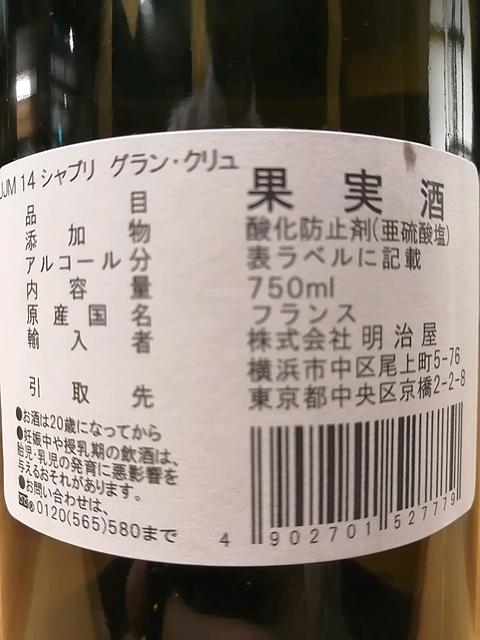 JJM 14 シャブリ グラン・クリュ
品目 果実酒
添加物 酸化防止剤(亜硫酸塩)
アルコール分 表ラベルに記載
内容量 750ml
原産国名 フランス
輸入者 株式会社 明治屋
横浜市中区尾上町5-76
引取先 東京都中央区京橋2-2-8
●お酒は20歳になってから
●妊娠中や授乳期の飲酒は、
胎児・乳児の発育に悪影響を
与えるおそれがあります。
●お問い合わせは、
0120(565)580まで
4 902701 527779